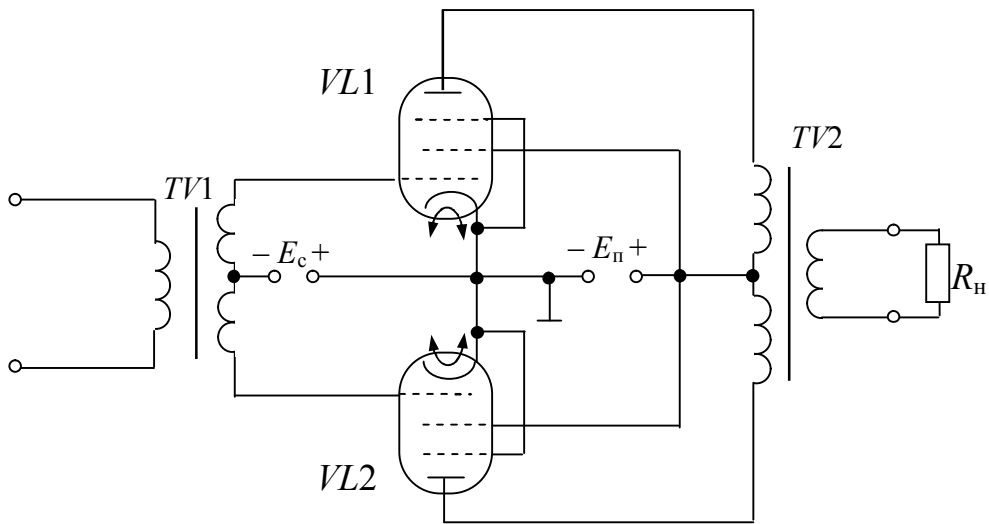 VL1
TV2
TV1
– Eс +
– Eп +
Rн
VL2